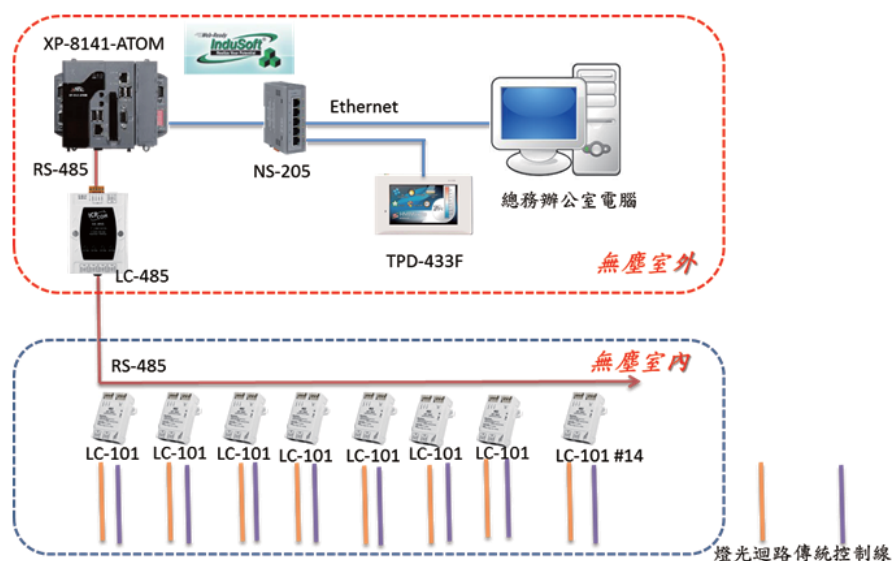 XP-8141-ATOM
Web-Ready
InduSoft
Ethernet
RS-485
NS-205
總務辦公室電腦
TPD-433F
無塵室外
LC-485
RS-485
無塵室內
LC-101
LC-101
LC-101
LC-101
LC-101
LC-101
LC-101
LC-101 #14
燈光迴路
傳統控制線